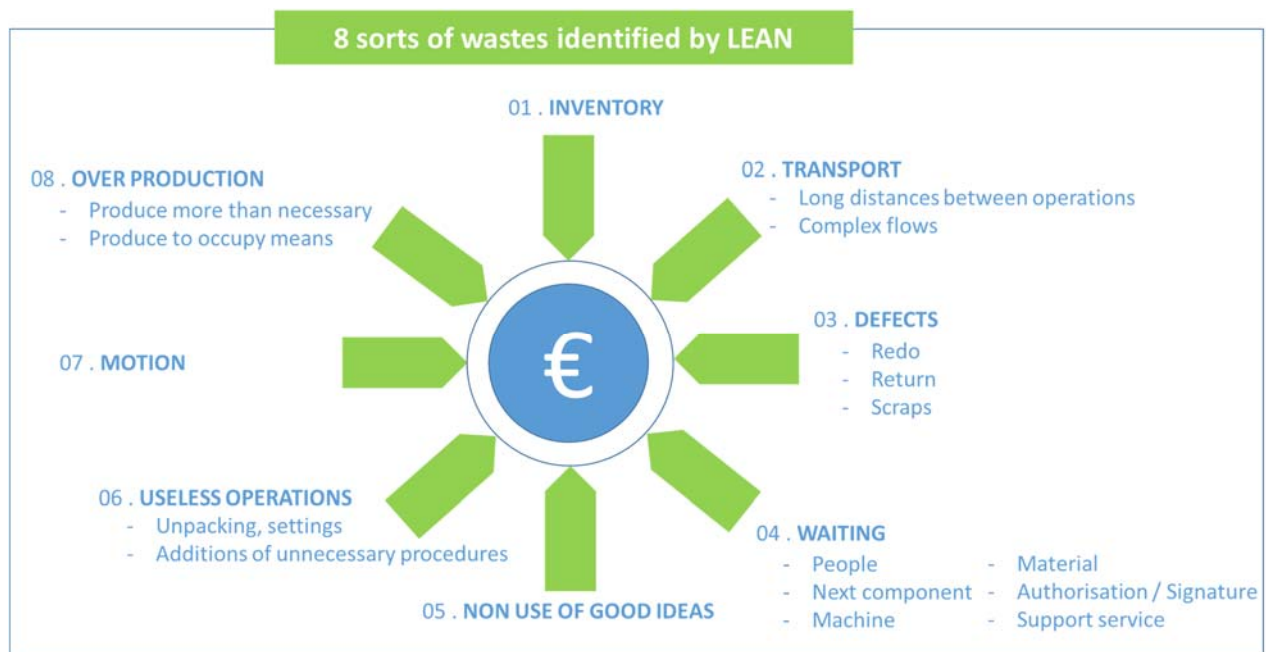 8 sorts of wastes identified by LEAN
01 . INVENTORY
02 . TRANSPORT
- Long distances between operations
- Complex flows
03 . DEFECTS
- Redo
- Return
- Scraps
04 . WAITING
- People
- Next component
- Machine
- Material
- Authorisation / Signature
- Support service
05 . NON USE OF GOOD IDEAS
06 . USELESS OPERATIONS
- Unpacking, settings
- Additions of unnecessary procedures
07 . MOTION
08 . OVER PRODUCTION
- Produce more than necessary
- Produce to occupy means
€